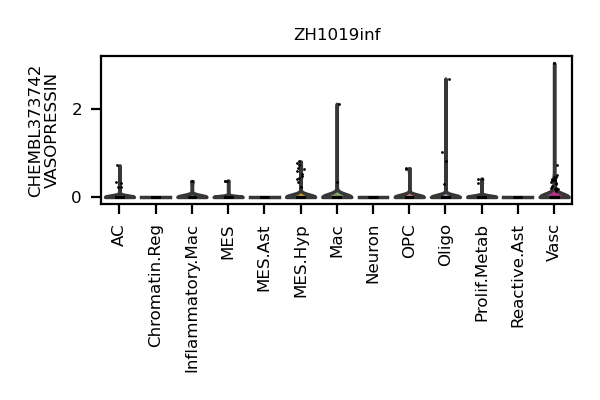 ZH1019inf
CHEMBL373742
VASOPRESSIN
2
0
AC
Chromatin.Reg
Inflammatory.Mac
MES
MES.Ast
MES.Hyp
Mac
Neuron
OPC
Oligo
Prolif.Metab
Reactive.Ast
Vasc